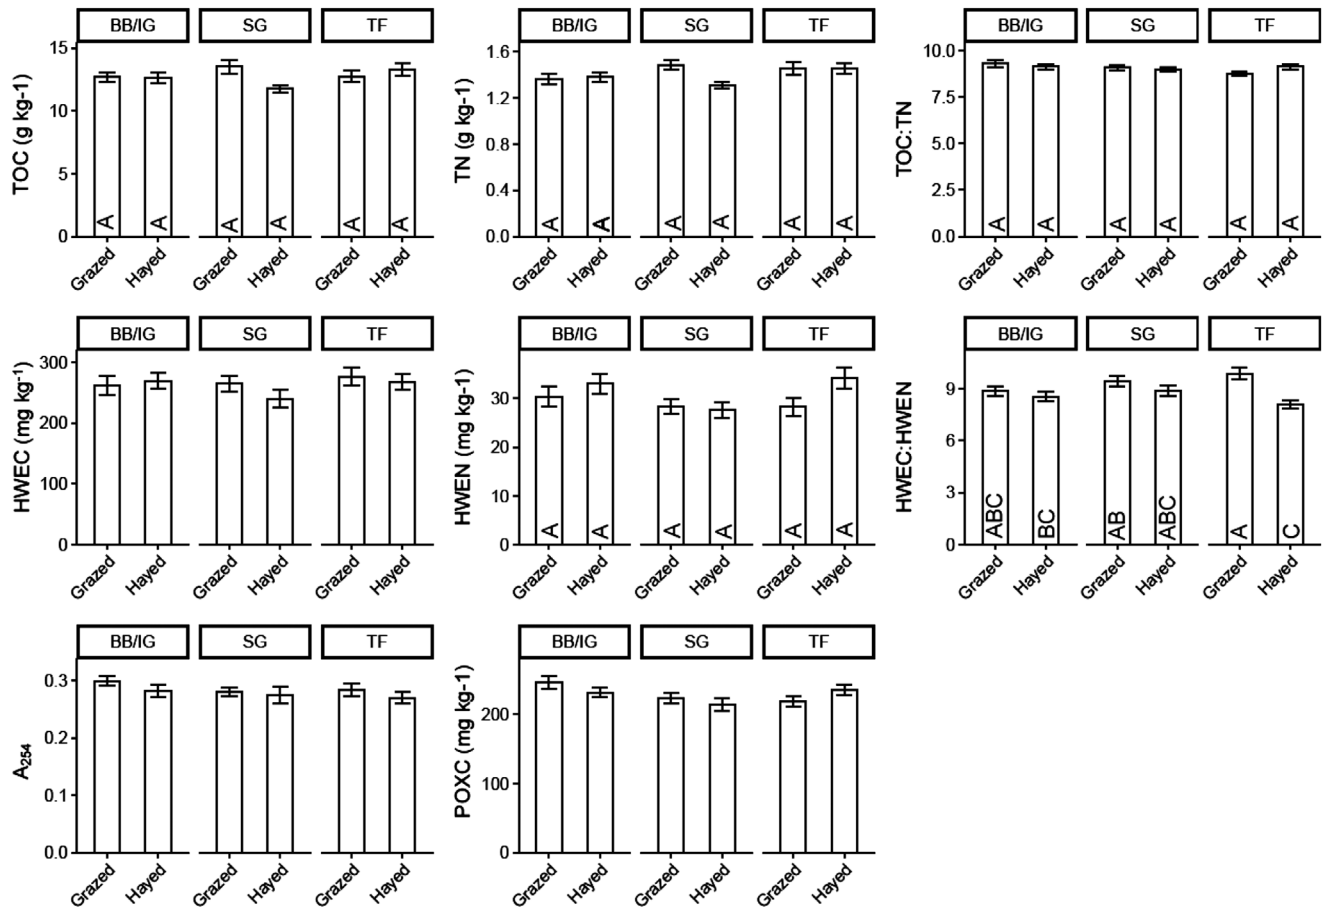 BB/IG SG TF
TOC (g kg-1)
15
10
5
0
A A A A A A
Grazed Hayed Grazed Hayed Grazed Hayed
BB/IG SG TF
TN (g kg-1)
1.6
1.2
0.8
0.4
0.0
A A A A A A
Grazed Hayed Grazed Hayed Grazed Hayed
BB/IG SG TF
TOC:TN
10.0
7.5
5.0
2.5
0.0
A A A A A A
Grazed Hayed Grazed Hayed Grazed Hayed
BB/IG SG TF
HWEC (mg kg⁻¹)
300
200
100
0
Grazed Hayed Grazed Hayed Grazed Hayed
BB/IG SG TF
HWEN (mg kg-1)
30
20
10
0
A A A A A A
Grazed Hayed Grazed Hayed Grazed Hayed
BB/IG SG TF
HWEC:HWEN
9
6
3
0
ABC BC AB ABC A C
Grazed Hayed Grazed Hayed Grazed Hayed
BB/IG SG TF
A₂₅₄
0.3
0.2
0.1
0.0
Grazed Hayed Grazed Hayed Grazed Hayed
BB/IG SG TF
POXC (mg kg-1)
200
100
0
Grazed Hayed Grazed Hayed Grazed Hayed